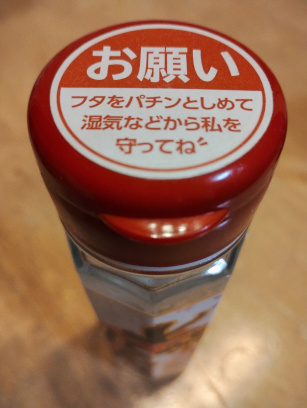 お願い
フタをパチンとしめて
湿気などから私を
守ってね〃